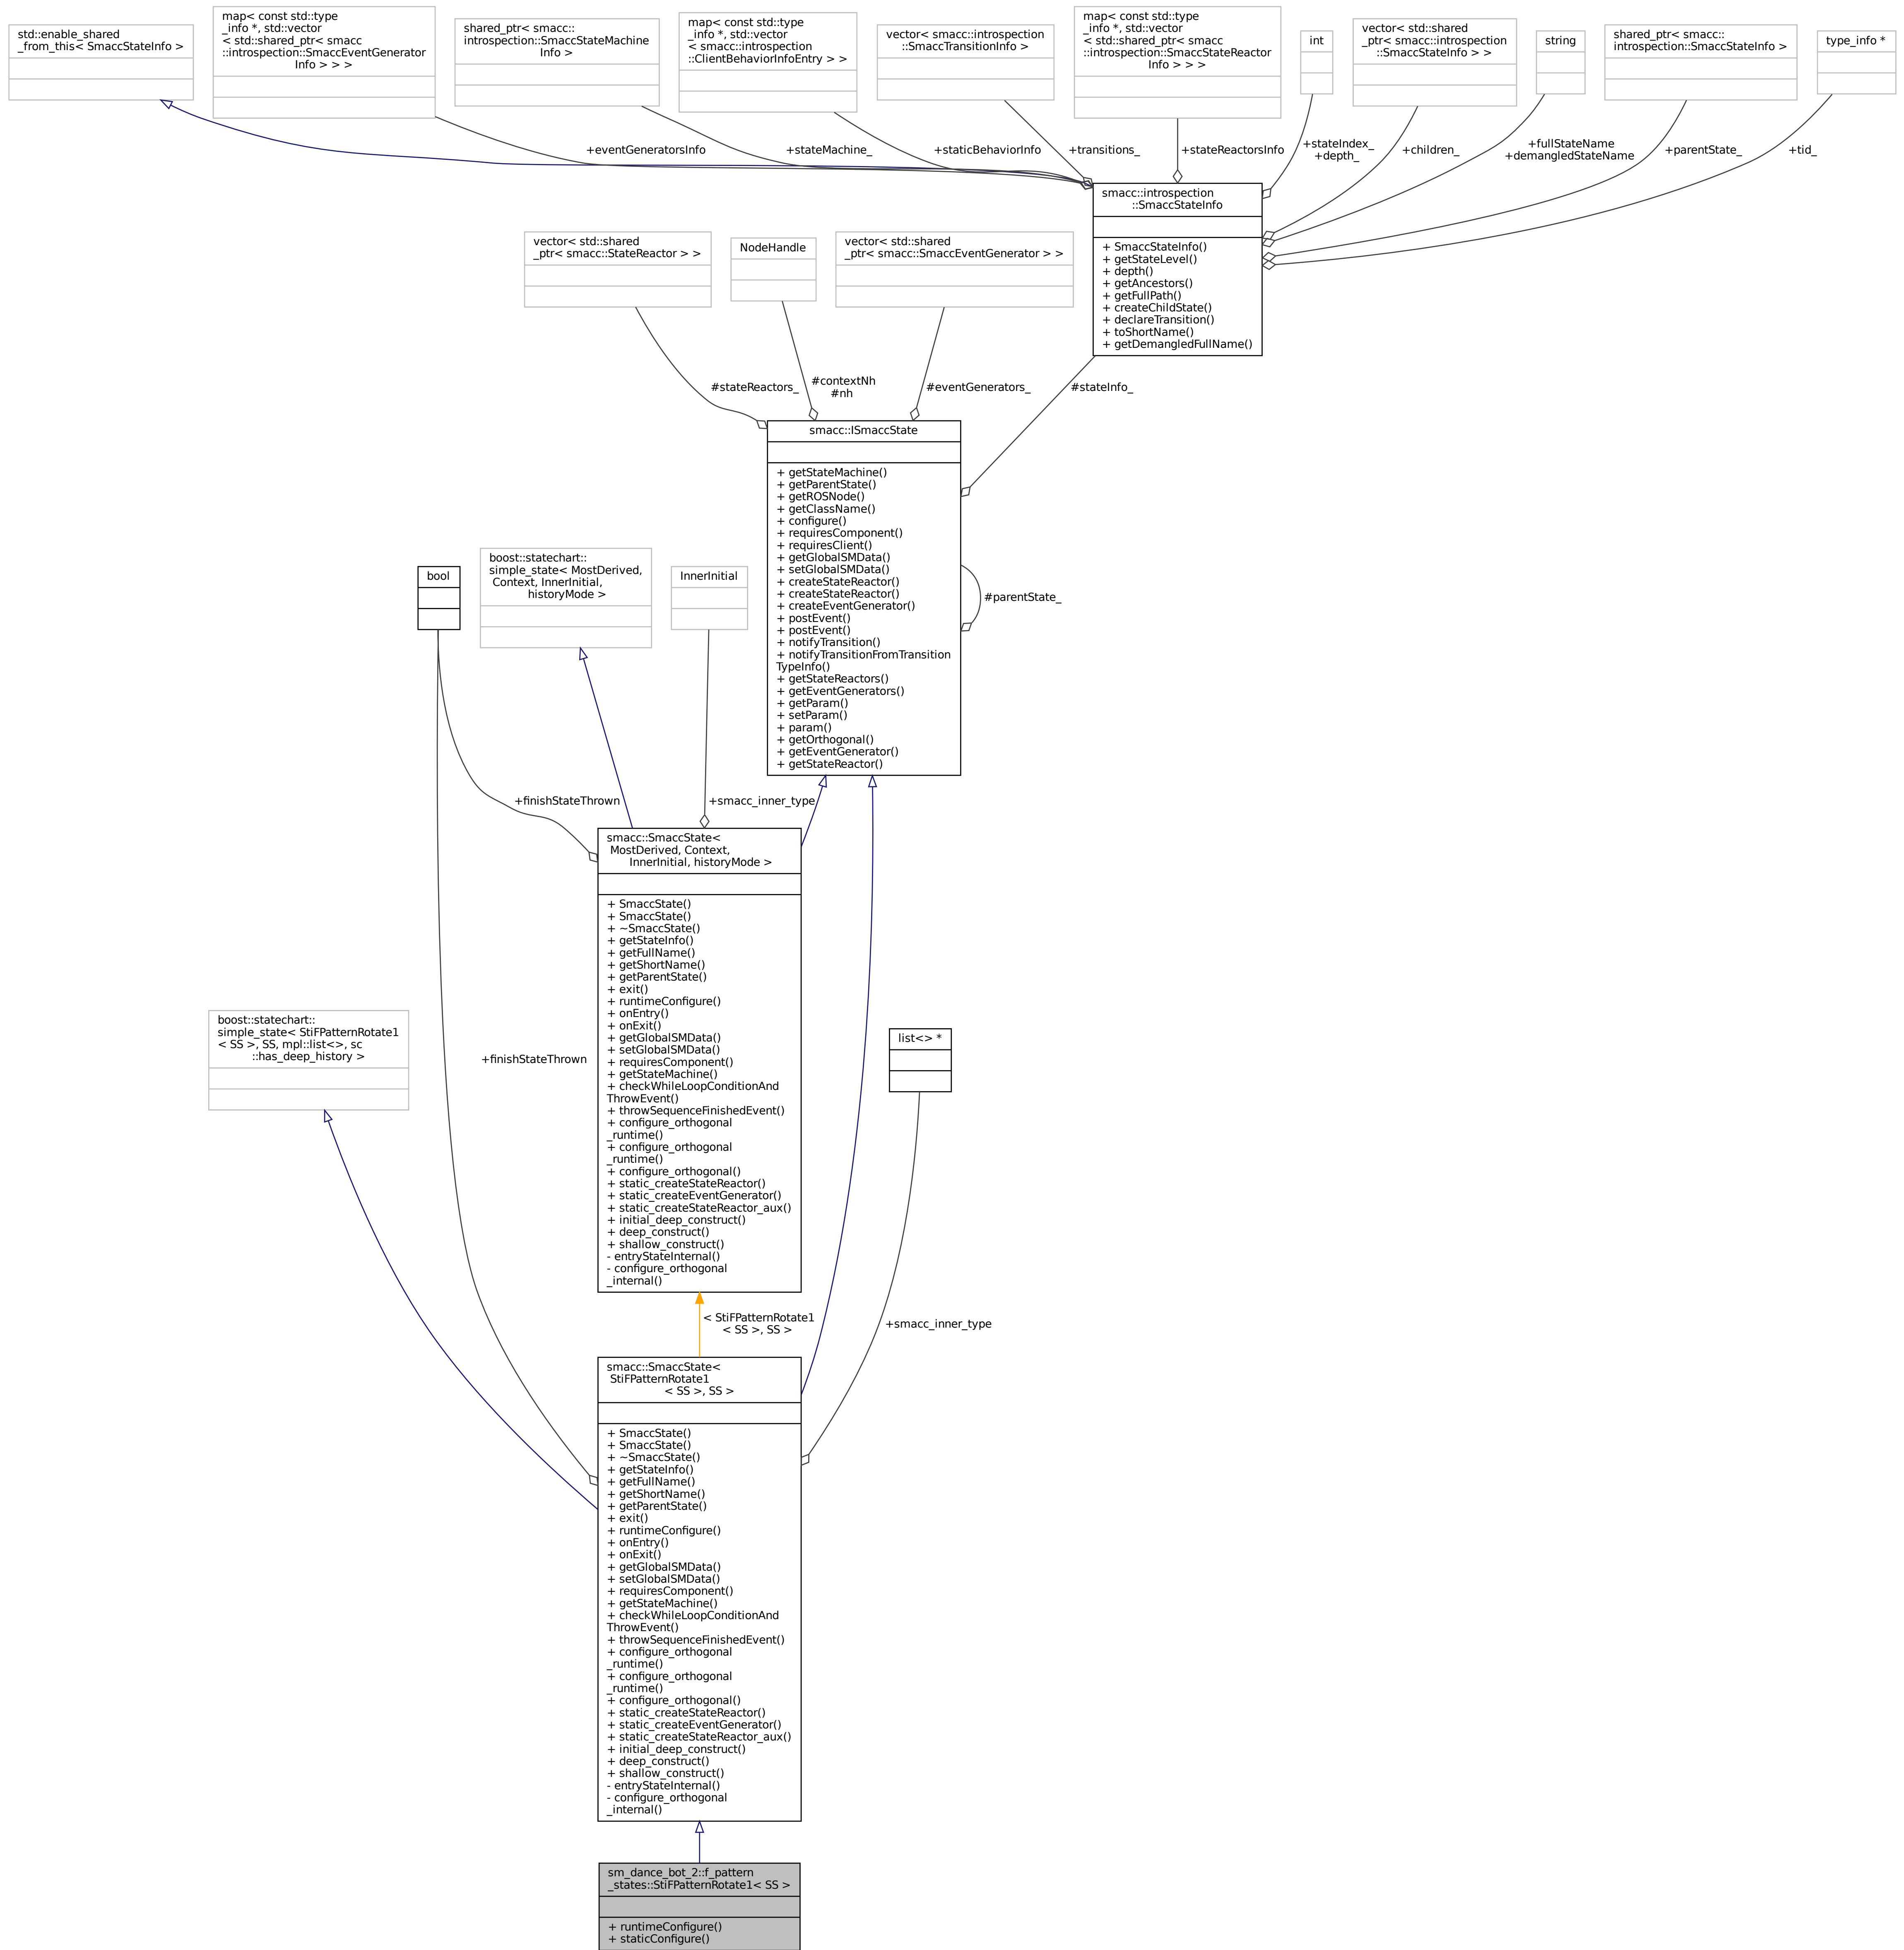 std::enable_shared
_from_this< SmaccStateInfo >
map< const std::type
_info *, std::vector
< std::shared_ptr< smacc
::introspection::SmaccEventGenerator
Info > > >
shared_ptr< smacc::
introspection::SmaccStateMachine
Info >
map< const std::type
_info *, std::vector
< smacc::introspection
::ClientBehaviorInfoEntry > >
vector< smacc::introspection
::SmaccTransitionInfo >
map< const std::type
_info *, std::vector
< std::shared_ptr< smacc
::introspection::SmaccStateReactor
Info > > >
int
vector< std::shared
_ptr< smacc::introspection
::SmaccStateInfo > >
string
shared_ptr< smacc::
introspection::SmaccStateInfo >
type_info *
+eventGeneratorsInfo
+stateMachine_
+staticBehaviorInfo
+transitions_
+stateReactorsInfo
+stateIndex_
+depth_
+children_
+fullStateName
+demangledStateName
+parentState_
+tid_
smacc::introspection
::SmaccStateInfo
+ SmaccStateInfo()
+ getStateLevel()
+ depth()
+ getAncestors()
+ getFullPath()
+ createChildState()
+ declareTransition()
+ toShortName()
+ getDemangledFullName()
vector< std::shared
_ptr< smacc::StateReactor > >
NodeHandle
vector< std::shared
_ptr< smacc::SmaccEventGenerator > >
#stateReactors_
#contextNh
#nh
#eventGenerators_
#stateInfo_
smacc::ISmaccState
+ getStateMachine()
+ getParentState()
+ getROSNode()
+ getClassName()
+ configure()
+ requiresComponent()
+ requiresClient()
+ getGlobalSMData()
+ setGlobalSMData()
+ createStateReactor()
+ createStateReactor()
+ createEventGenerator()
+ postEvent()
+ postEvent()
+ notifyTransition()
+ notifyTransitionFromTransition
TypeInfo()
+ getStateReactors()
+ getEventGenerators()
+ getParam()
+ setParam()
+ param()
+ getOrthogonal()
+ getEventGenerator()
+ getStateReactor()
#parentState_
bool
boost::statechart::
simple_state< MostDerived,
Context, InnerInitial,
historyMode >
InnerInitial
+finishStateThrown
+smacc_inner_type
smacc::SmaccState<
MostDerived, Context,
InnerInitial, historyMode >
+ SmaccState()
+ SmaccState()
+ ~SmaccState()
+ getStateInfo()
+ getFullName()
+ getShortName()
+ getParentState()
+ exit()
+ runtimeConfigure()
+ onEntry()
+ onExit()
+ getGlobalSMData()
+ setGlobalSMData()
+ requiresComponent()
+ getStateMachine()
+ checkWhileLoopConditionAnd
ThrowEvent()
+ throwSequenceFinishedEvent()
+ configure_orthogonal
_runtime()
+ configure_orthogonal
_runtime()
+ configure_orthogonal()
+ static_createStateReactor()
+ static_createEventGenerator()
+ static_createStateReactor_aux()
+ initial_deep_construct()
+ deep_construct()
+ shallow_construct()
- entryStateInternal()
- configure_orthogonal
_internal()
boost::statechart::
simple_state< StiFPatternRotate1
< SS >, SS, mpl::list<>, sc
::has_deep_history >
+finishStateThrown
list<> *
< StiFPatternRotate1
< SS >, SS >
+smacc_inner_type
smacc::SmaccState<
StiFPatternRotate1
< SS >, SS >
+ SmaccState()
+ SmaccState()
+ ~SmaccState()
+ getStateInfo()
+ getFullName()
+ getShortName()
+ getParentState()
+ exit()
+ runtimeConfigure()
+ onEntry()
+ onExit()
+ getGlobalSMData()
+ setGlobalSMData()
+ requiresComponent()
+ getStateMachine()
+ checkWhileLoopConditionAnd
ThrowEvent()
+ throwSequenceFinishedEvent()
+ configure_orthogonal
_runtime()
+ configure_orthogonal
_runtime()
+ configure_orthogonal()
+ static_createStateReactor()
+ static_createEventGenerator()
+ static_createStateReactor_aux()
+ initial_deep_construct()
+ deep_construct()
+ shallow_construct()
- entryStateInternal()
- configure_orthogonal
_internal()
sm_dance_bot_2::f_pattern
_states::StiFPatternRotate1< SS >
+ runtimeConfigure()
+ staticConfigure()